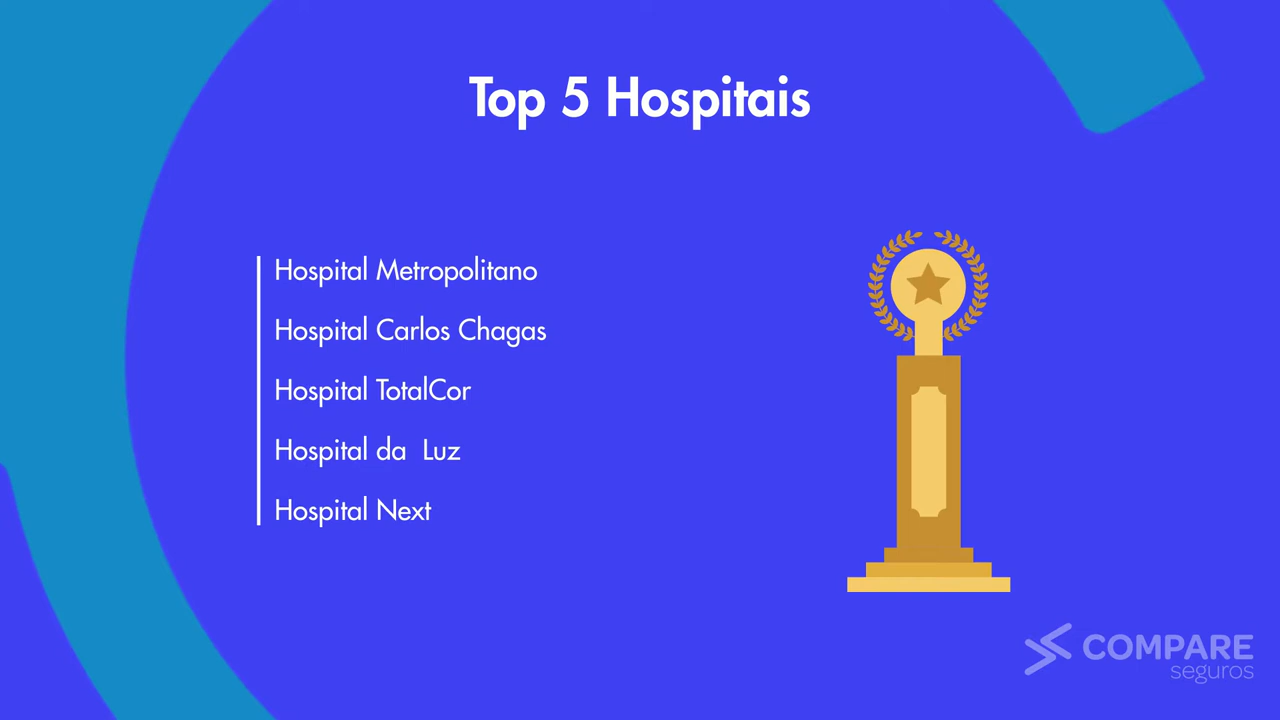 Top 5 Hospitais
Hospital Metropolitano
Hospital Carlos Chagas
Hospital TotalCor
Hospital da  Luz
Hospital Next
COMPARE
seguros